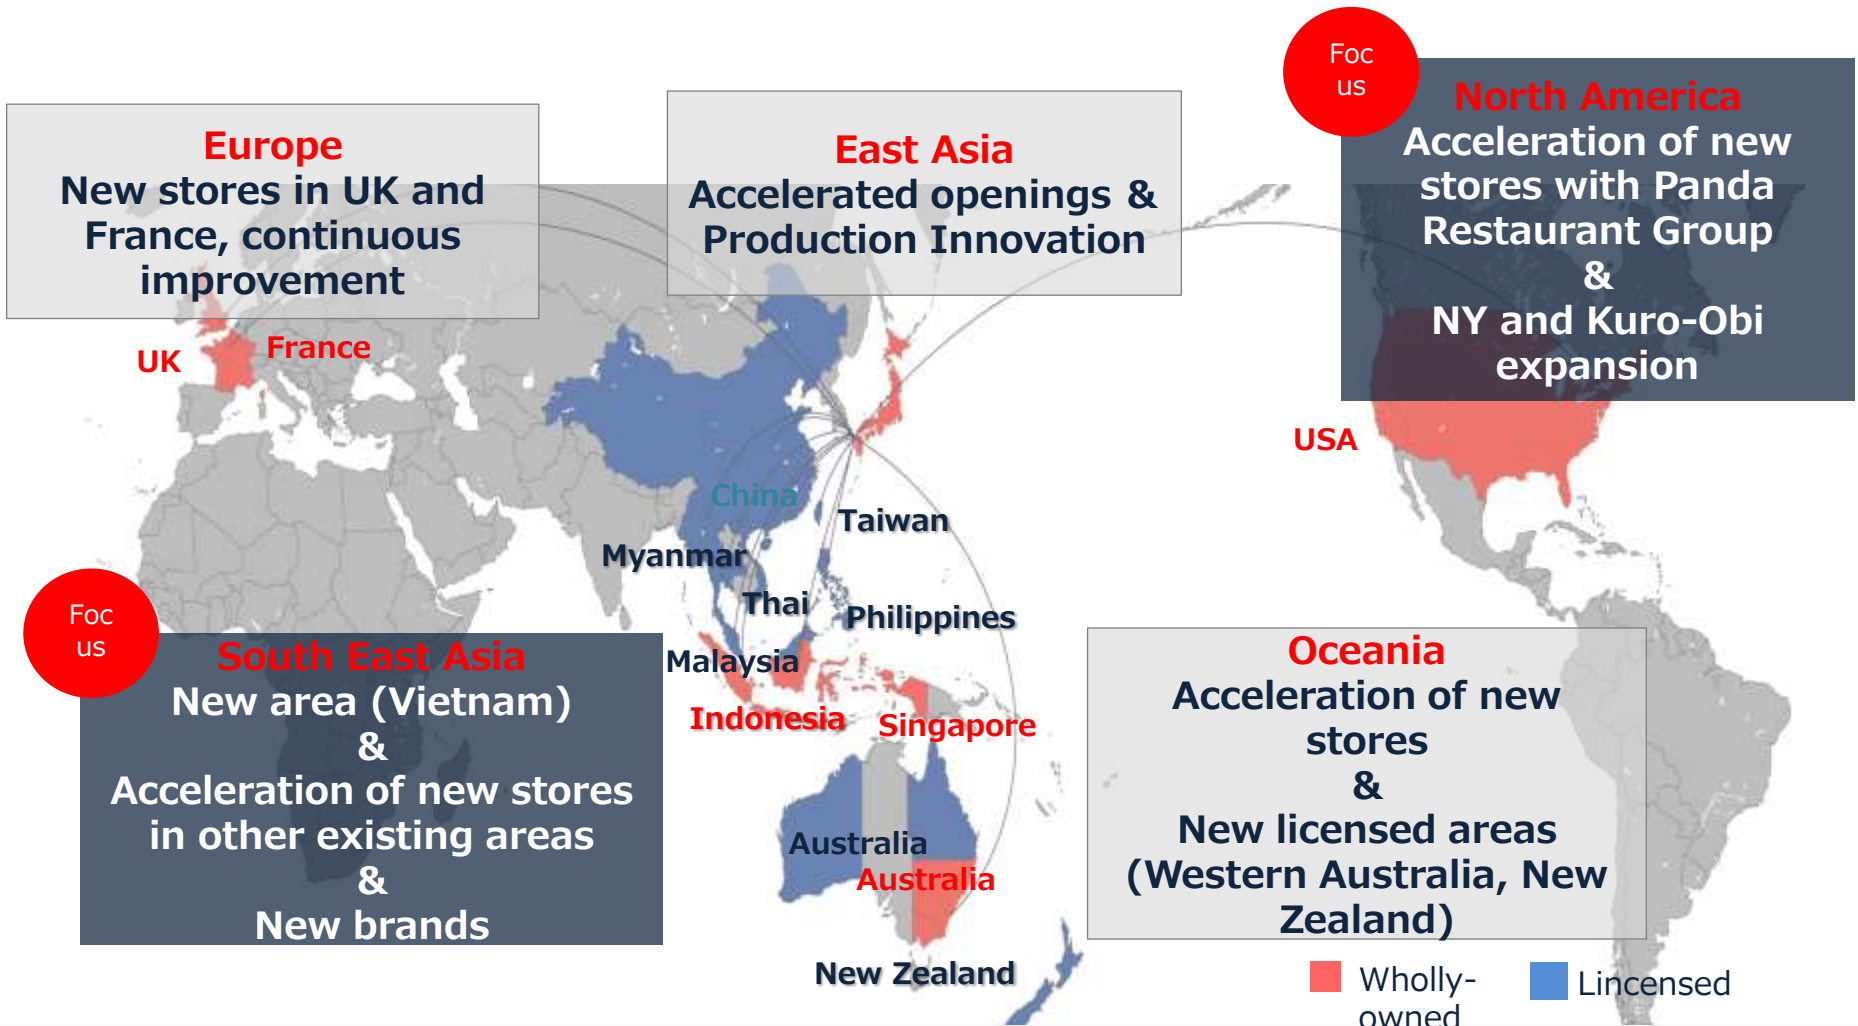 Foc
us
North America
Acceleration of new
stores with Panda
Restaurant Group
&
NY and Kuro-Obi
expansion
Europe
New stores in UK and
France, continuous
improvement
East Asia
Accelerated openings &
Production Innovation
UK
France
USA
China
Taiwan
Myanmar
Thai
Philippines
Malaysia
Indonesia
Singapore
Foc
us
South East Asia
New area (Vietnam)
&
Acceleration of new stores
in other existing areas
&
New brands
Oceania
Acceleration of new
stores
&
New licensed areas
(Western Australia, New
Zealand)
Australia
Australia
New Zealand
Wholly-
owned
Lincensed